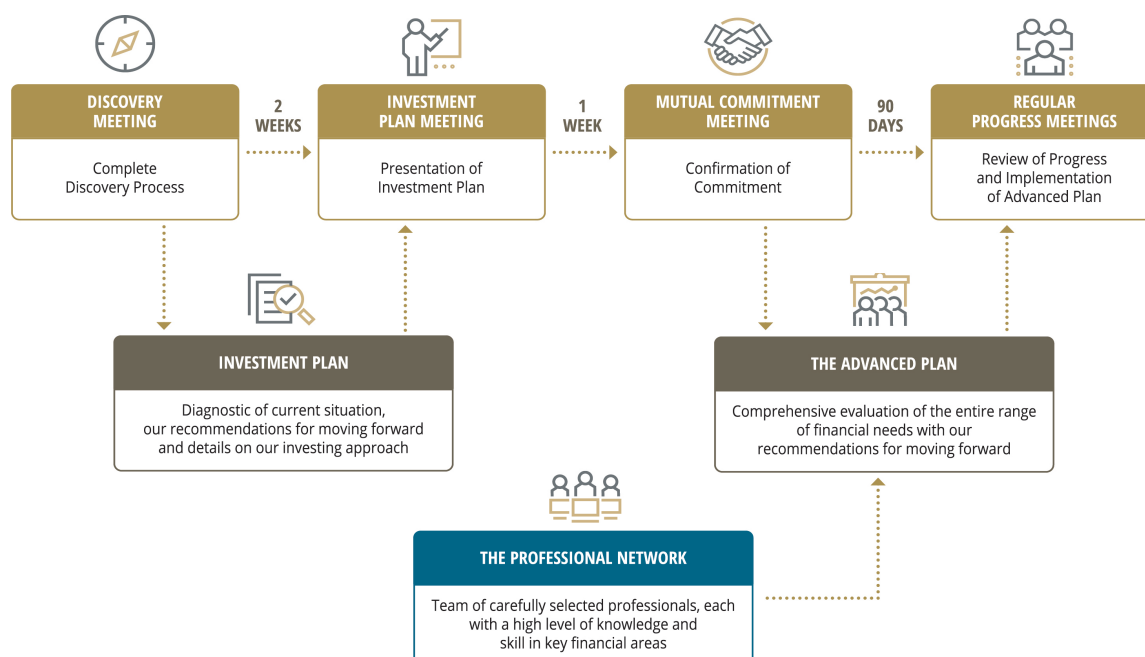 DISCOVERY
MEETING
Complete
Discovery Process
2
WEEKS
INVESTMENT
PLAN MEETING
Presentation of
Investment Plan
1
WEEK
MUTUAL COMMITMENT
MEETING
Confirmation of
Commitment
90
DAYS
REGULAR
PROGRESS MEETINGS
Review of Progress
and Implementation
of Advanced Plan
INVESTMENT PLAN
Diagnostic of current situation,
our recommendations for moving forward
and details on our investing approach
THE ADVANCED PLAN
Comprehensive evaluation of the entire range
of financial needs with our
recommendations for moving forward
THE PROFESSIONAL NETWORK
Team of carefully selected professionals, each
with a high level of knowledge and
skill in key financial areas